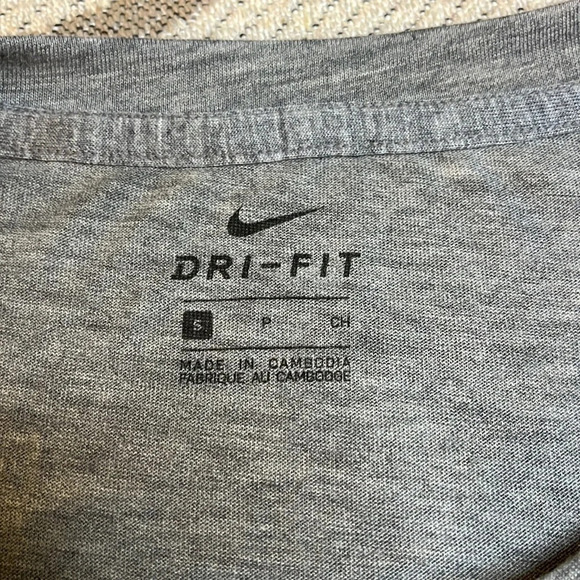 DRI-FIT
S P CH
MADE IN CAMBODIA
FABRIQUE AU CAMBODGE